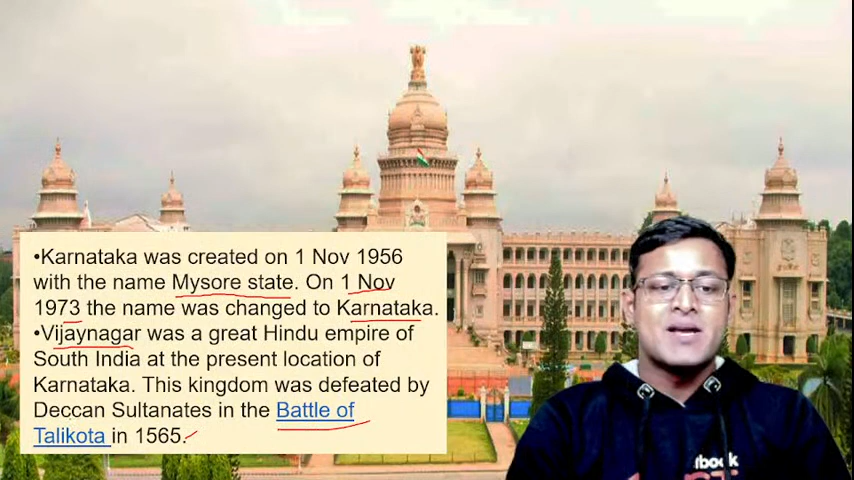 •Karnataka was created on 1 Nov 1956
with the name Mysore state. On 1 Nov
1973 the name was changed to Karnataka.
•Vijaynagar was a great Hindu empire of
South India at the present location of
Karnataka. This kingdom was defeated by
Deccan Sultanates in the Battle of
Talikota in 1565.